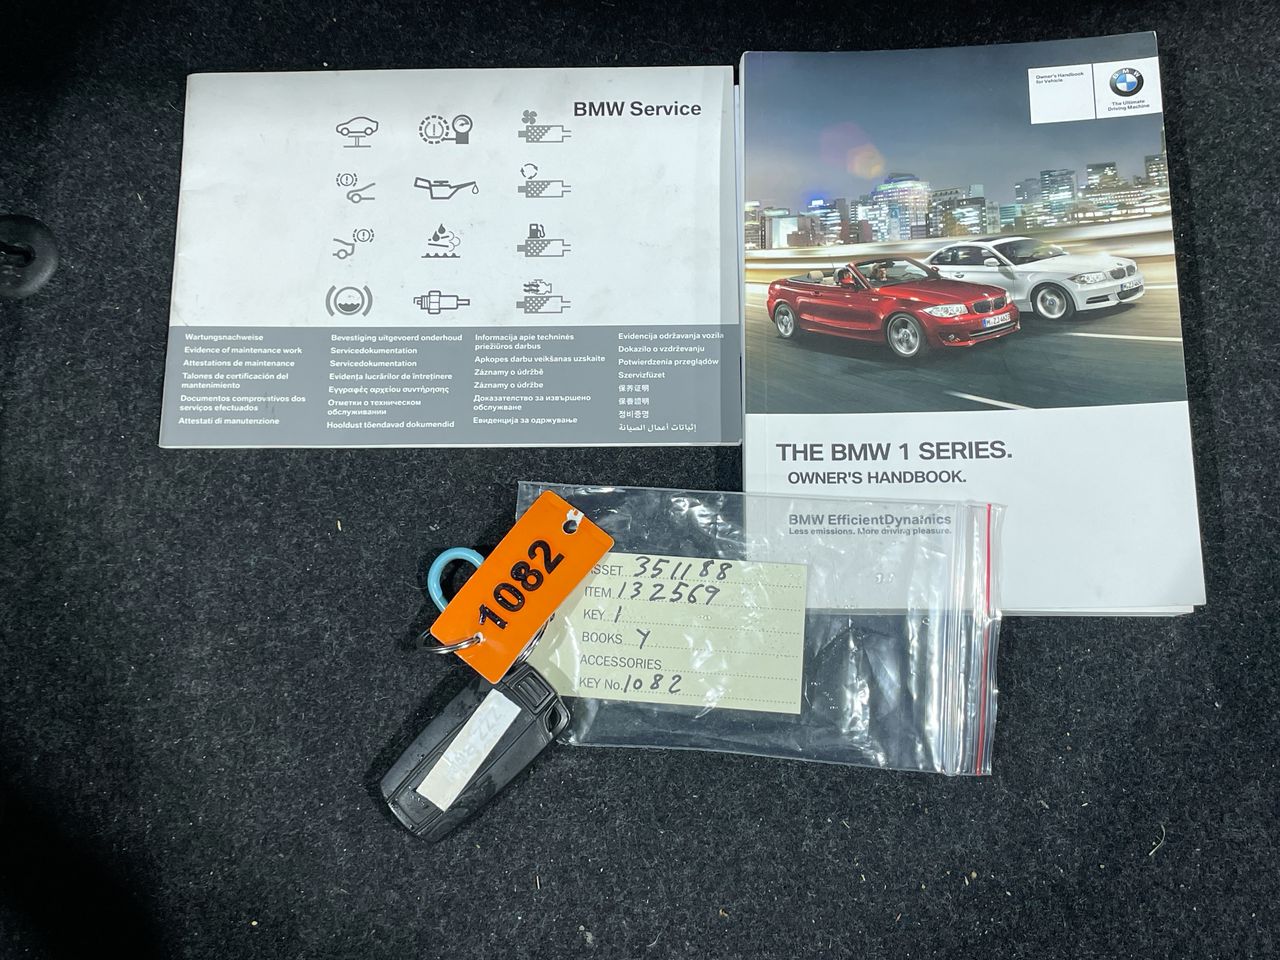 BMW Service
Wartungsnachweise
Evidence of maintenance work
Attestations de maintenance
Talones de certificación del
mantenimiento
Documentos comprovstivos dos
serviços efectuados
Attestati di manutenzione
Bevestiging uitgevoerd onderhoud
Servicedokumentation
Servicedokumentation
Evidența lucrărilor de întreținere
Εγγραφές αρχείου συντήρησης
Отметки о техническом
обслуживании
Hooldust tõendavad dokumendid
Informacija apie techninės
priežiūros darbus
Apkopes darbu veikšanas uzskaite
Záznamy o údržbě
Záznamy o údržbe
Доказателство за извършено
обслужване
Евиденција за одржување
Evidencija održavanja vozila
Dokazilo o vzdrževanju
Potwierdzenia przeglądów
Szervizfüzet
保养证明
保養證明
정비증명
إثباتات أعمال الصيانة
Owner's Handbook
for Vehicle
BMW
The Ultimate
Driving Machine
THE BMW 1 SERIES.
OWNER'S HANDBOOK.
BMW EfficientDynamics
Less emissions. More driving pleasure.
1082
ASSET 351188
ITEM 132569
KEY 1
BOOKS Y
ACCESSORIES
KEY No. 1082